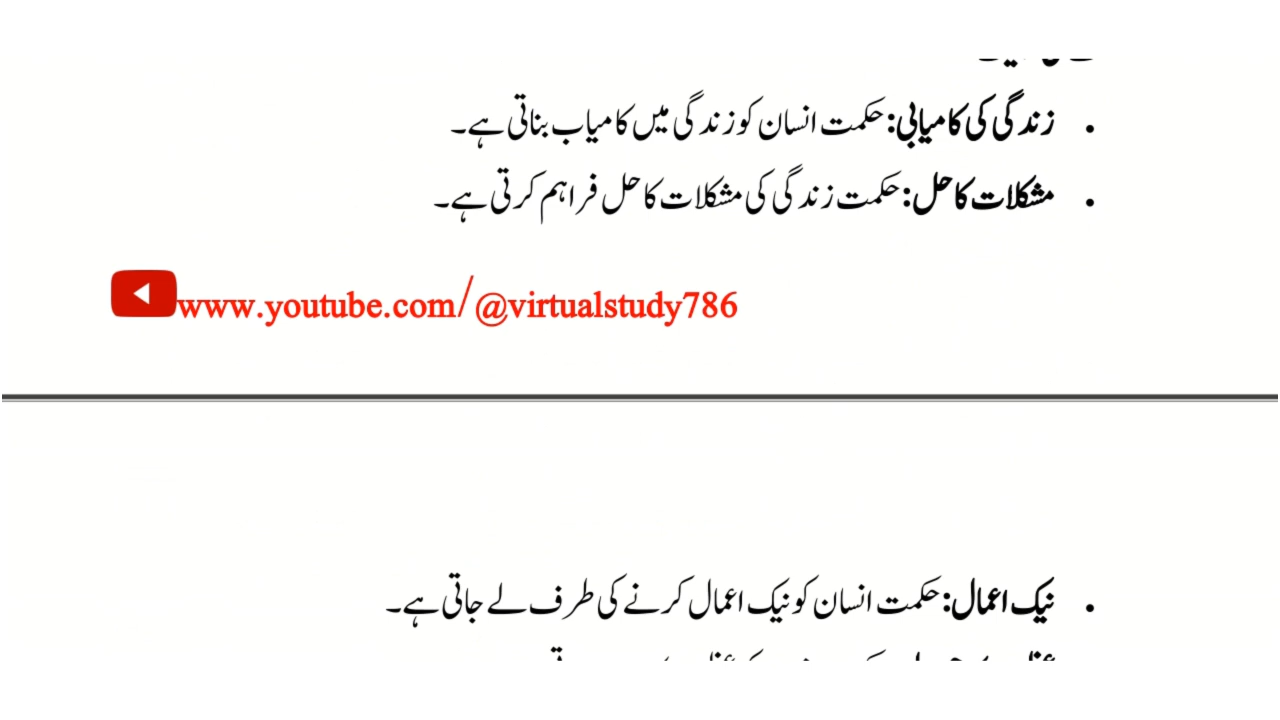 • زندگی کی کامیابی: حکمت انسان کو زندگی میں کامیاب بناتی ہے۔
• مشکلات کا حل: حکمت زندگی کی مشکلات کا حل فراہم کرتی ہے۔
www.youtube.com/@virtualstudy786
• نیک اعمال: حکمت انسان کو نیک اعمال کرنے کی طرف لے جاتی ہے۔